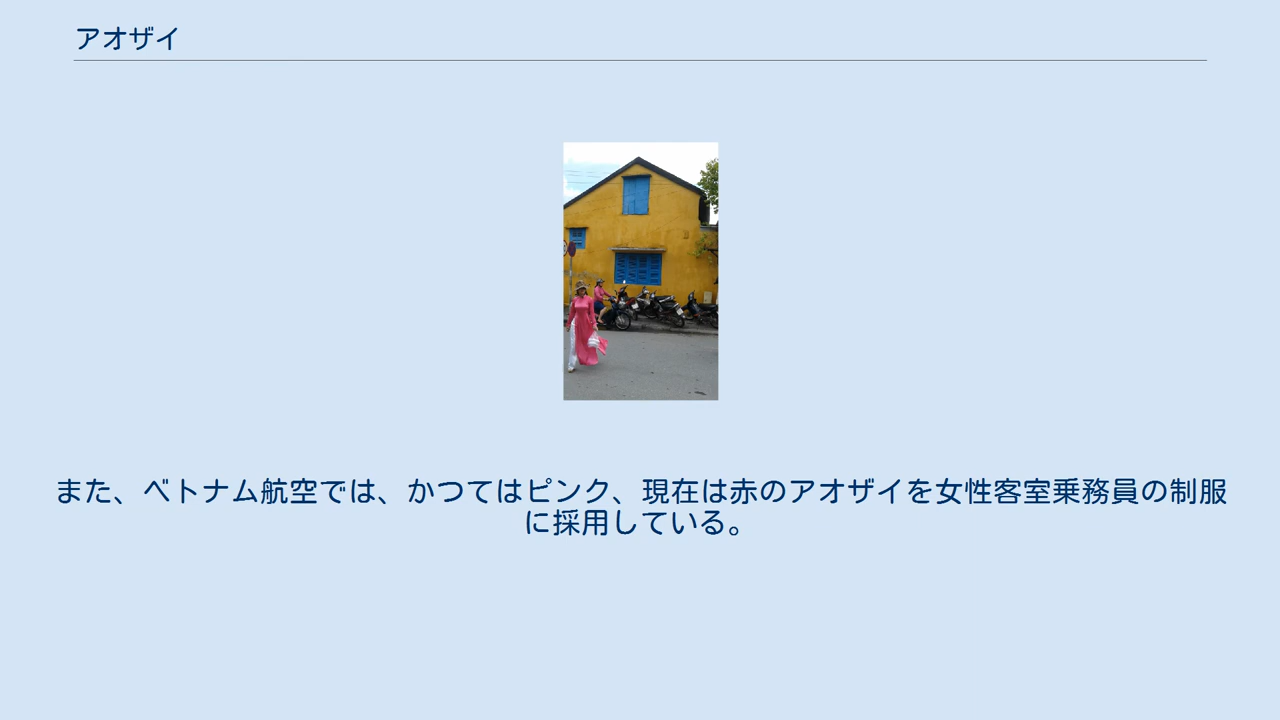 アオザイ
また、ベトナム航空では、かつてはピンク、現在は赤のアオザイを女性客室乗務員の制服
に採用している。